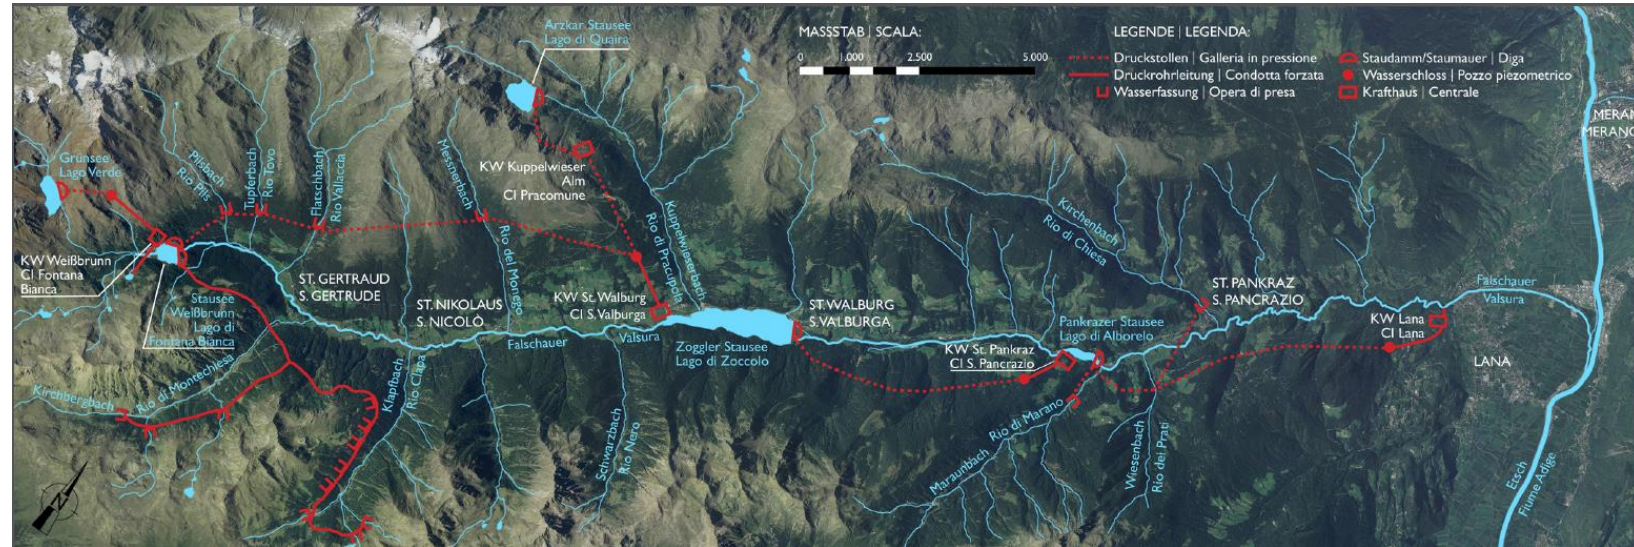 Arzkar Stausee
Lago di Quaira
MASSSTAB | SCALA:
0 1.000 2.500 5.000
LEGENDE | LEGENDA:
Druckstollen | Galleria in pressione
Druckrohrleitung | Condotta forzata
Wasserfassung | Opera di presa
Staudamm/Staumauer | Diga
Wasserschloss | Pozzo piezometrico
Krafthaus | Centrale
MERAN
MERANO
Grünsee
Lago Verde
Pilsbach
Rio Pils
Tupferbach
Rio Tovo
Flatschbach
Rio Vallaccia
Messnerbach
Rio del Monego
KW Kuppelwieser
Alm
CI Pracomune
Kuppelwieserbach
Rio di Pracupola
Kirchenbach
Rio di Chiesa
KW Weißbrunn
CI Fontana
Bianca
Stausee
Weißbrunn
Lago di
Fontana Bianca
ST. GERTRAUD
S. GERTRUDE
ST. NIKOLAUS
S. NICOLÒ
KW St. Walburg
CI S. Valburga
Falschauer
Valsura
Zoggler Stausee
Lago di Zoccolo
ST. WALBURG
S. VALBURGA
Pankrazer Stausee
Lago di Alborelo
KW St. Pankraz
CI S. Pancrazio
ST. PANKRAZ
S. PANCRAZIO
Falschauer
Valsura
KW Lana
CI Lana
LANA
Kirchbergbach
Rio di Montechiesa
Klapfbach
Rio Clapa
Schwarzbach
Rio Nero
Maraunbach
Rio di Marano
Wiesenbach
Rio dei Prati
Etsch
Fiume Adige
N